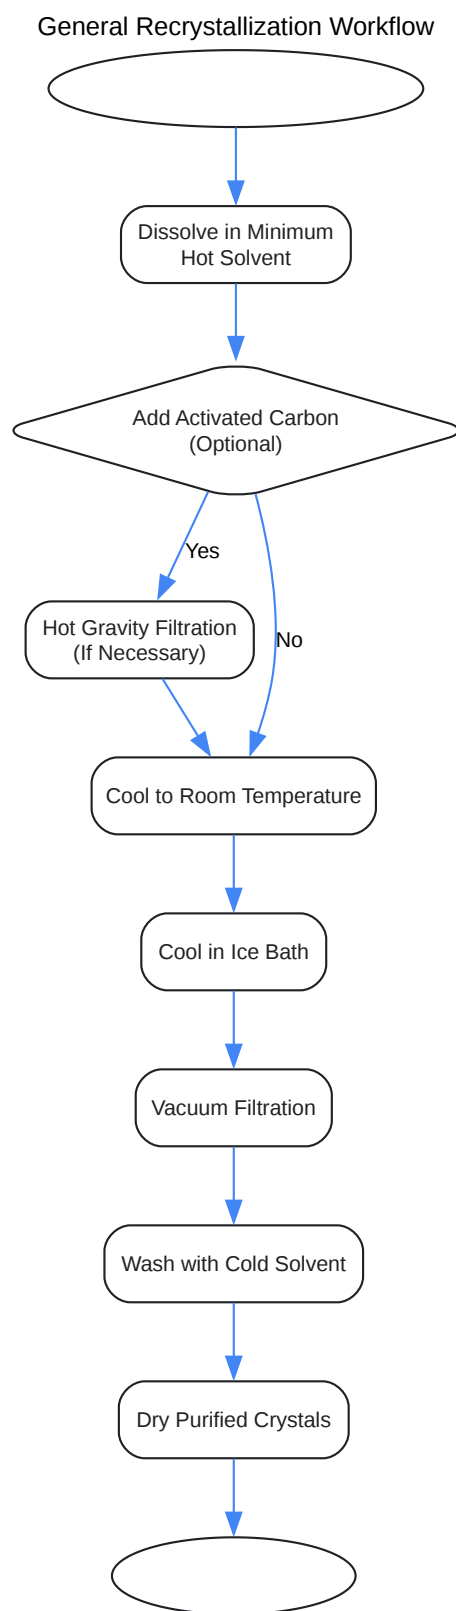 General Recrystallization Workflow
Dissolve in Minimum
Hot Solvent
Add Activated Carbon
(Optional)
Yes
Hot Gravity Filtration
(If Necessary)
No
Cool to Room Temperature
Cool in Ice Bath
Vacuum Filtration
Wash with Cold Solvent
Dry Purified Crystals